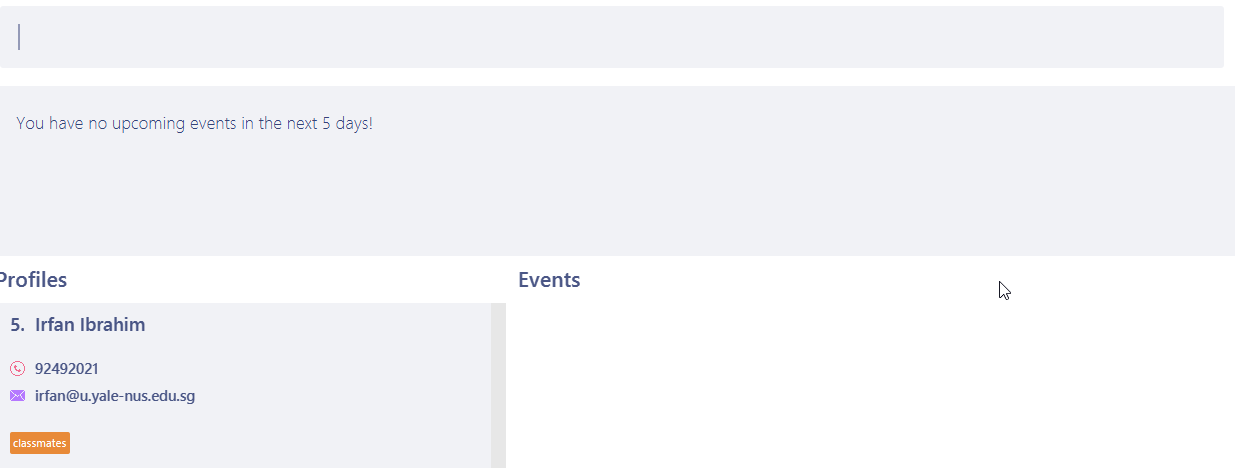 You have no upcoming events in the next 5 days!
Profiles
Events
5. Irfan Ibrahim
92492021
irfan@u.yale-nus.edu.sg
classmates